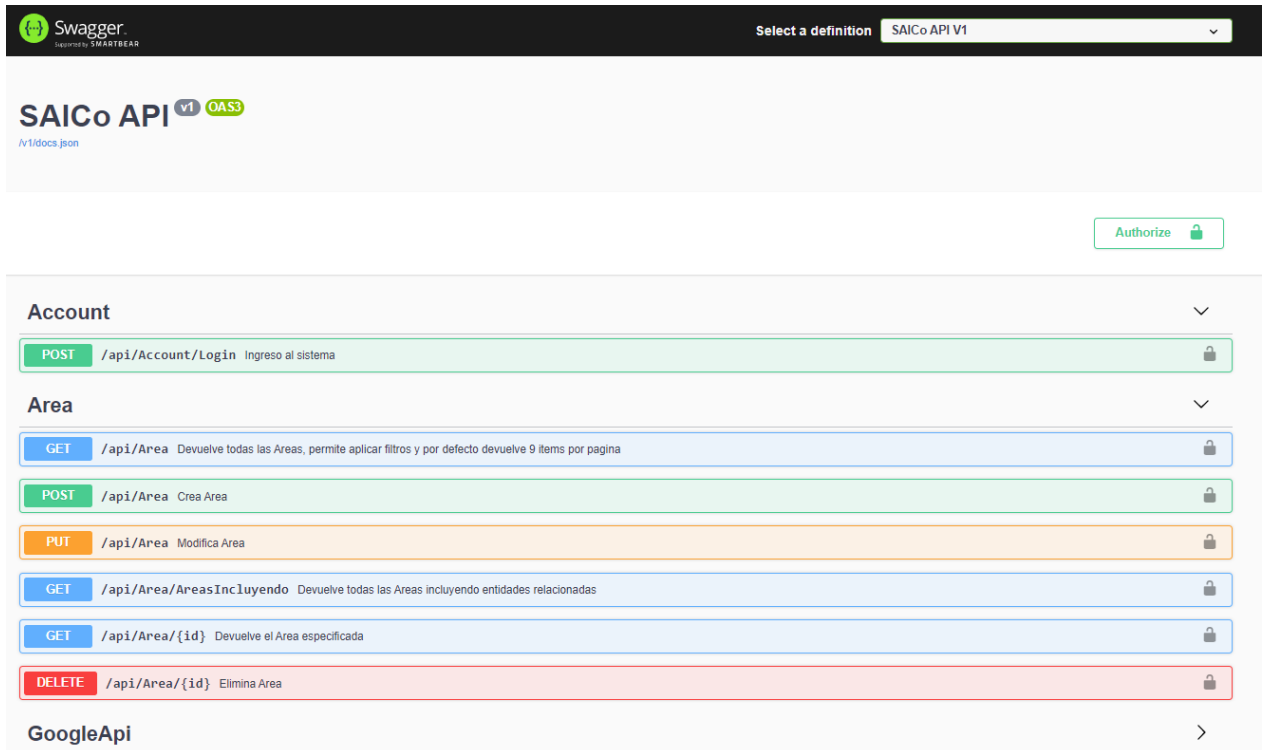 Swagger.
Supported by SMARTBEAR
Select a definition SAICo API V1
SAICo API v1 OAS3
/v1/docs.json
Authorize
Account
POST /api/Account/Login Ingreso al sistema
Area
GET /api/Area Devuelve todas las Areas, permite aplicar filtros y por defecto devuelve 9 items por pagina
POST /api/Area Crea Area
PUT /api/Area Modifica Area
GET /api/Area/AreasIncluyendo Devuelve todas las Areas incluyendo entidades relacionadas
GET /api/Area/{id} Devuelve el Area especificada
DELETE /api/Area/{id} Elimina Area
GoogleApi